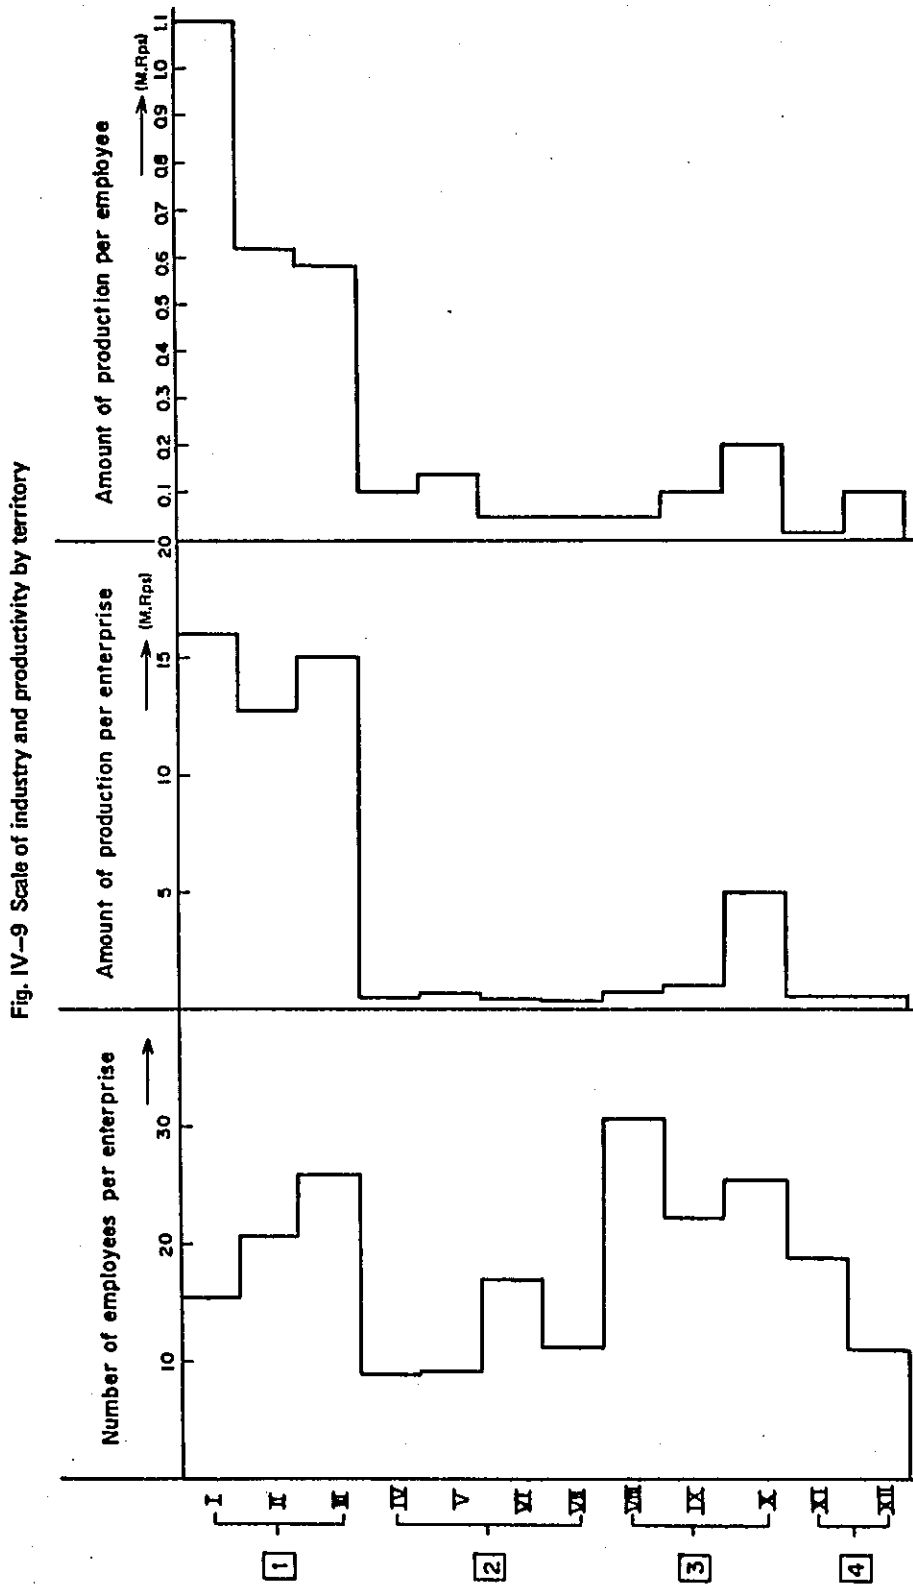 Fig. IV–9 Scale of industry and productivity by territory
Number of employees per enterprise
10
20
30
Amount of production per enterprise
(M.Rps)
5
10
15
20
Amount of production per employee
(M.Rps)
0.1
0.2
0.3
0.4
0.5
0.6
0.7
0.8
0.9
1.0
1.1
1
I
II
III
2
IV
V
VI
VII
3
VIII
IX
X
4
XI
XII